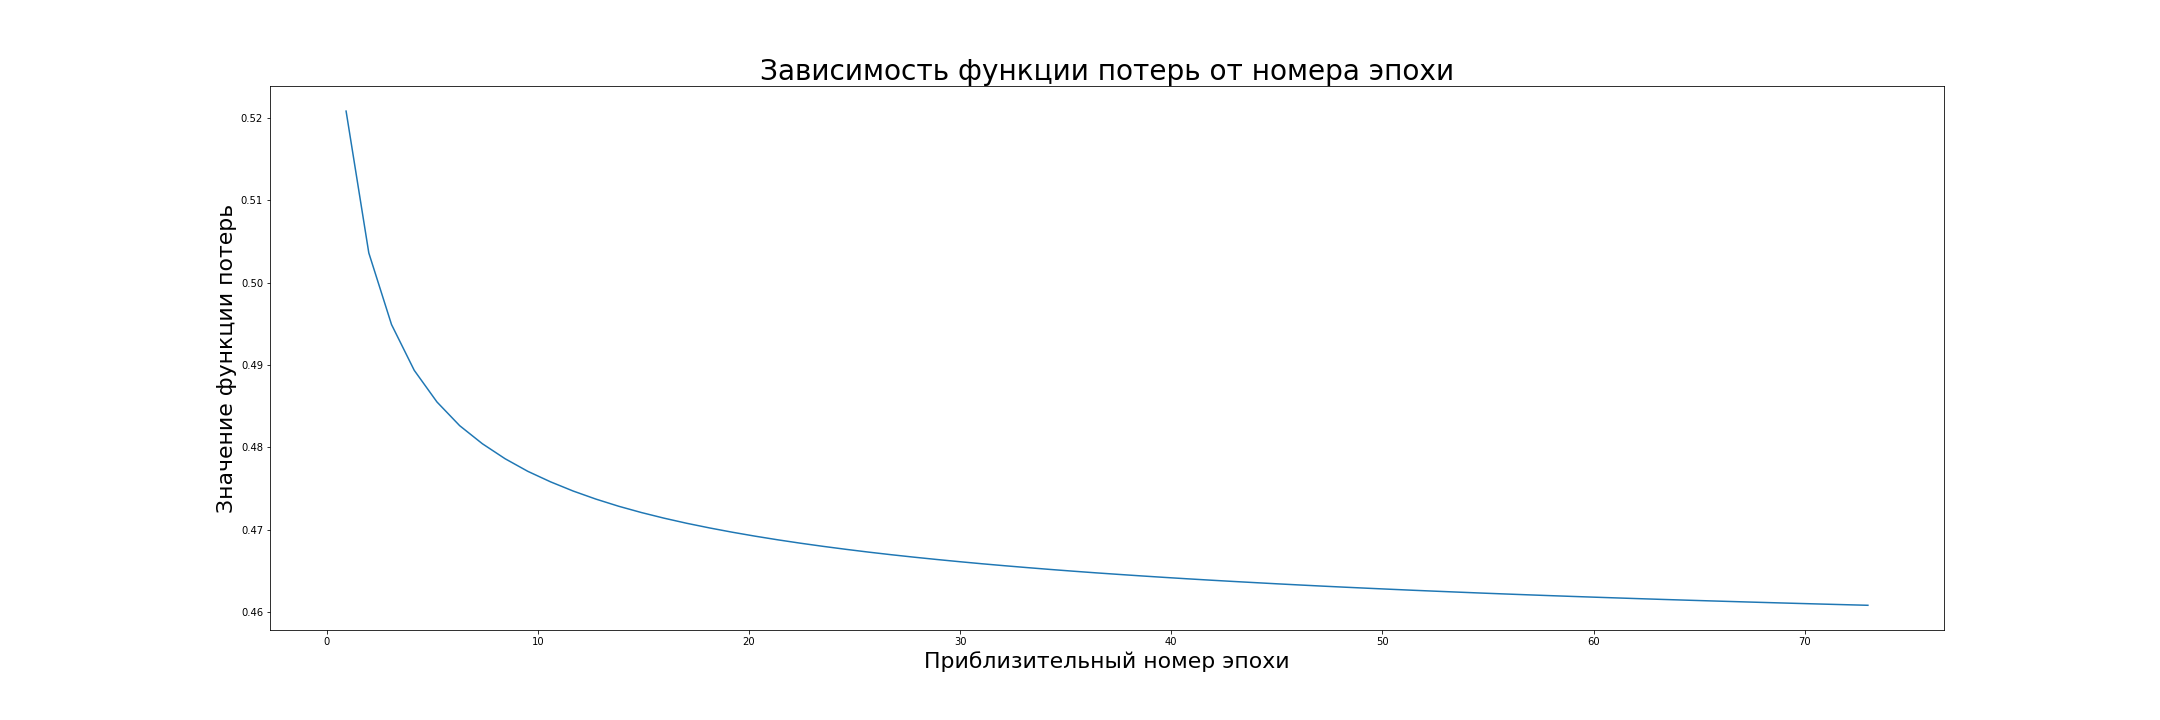 Зависимость функции потерь от номера эпохи
Значение функции потерь
0.52
0.51
0.50
0.49
0.48
0.47
0.46
0 10 20 30 40 50 60 70
Приблизительный номер эпохи